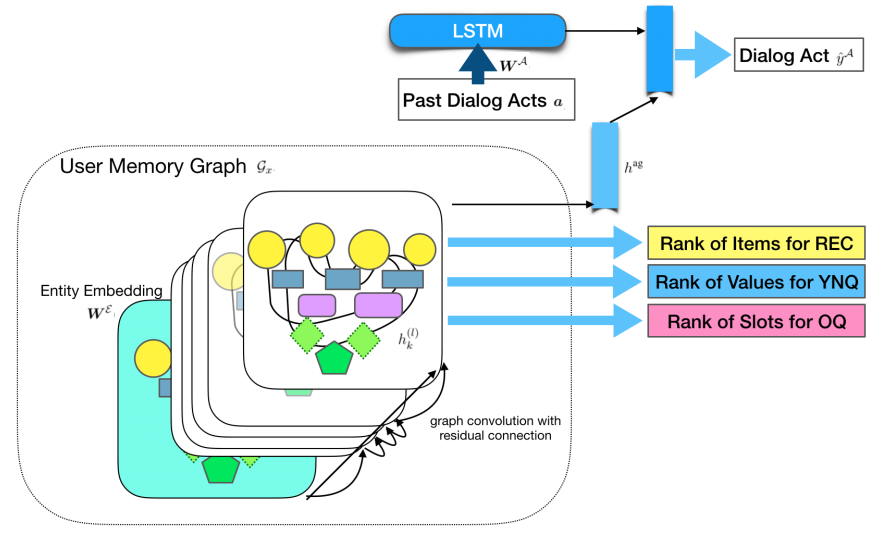 LSTM
W^A
Past Dialog Acts a
Dialog Act ŷ^A
h^ag
User Memory Graph G_x
Entity Embedding
W^E
h_k^(l)
Rank of Items for REC
Rank of Values for YNQ
Rank of Slots for OQ
graph convolution with
residual connection